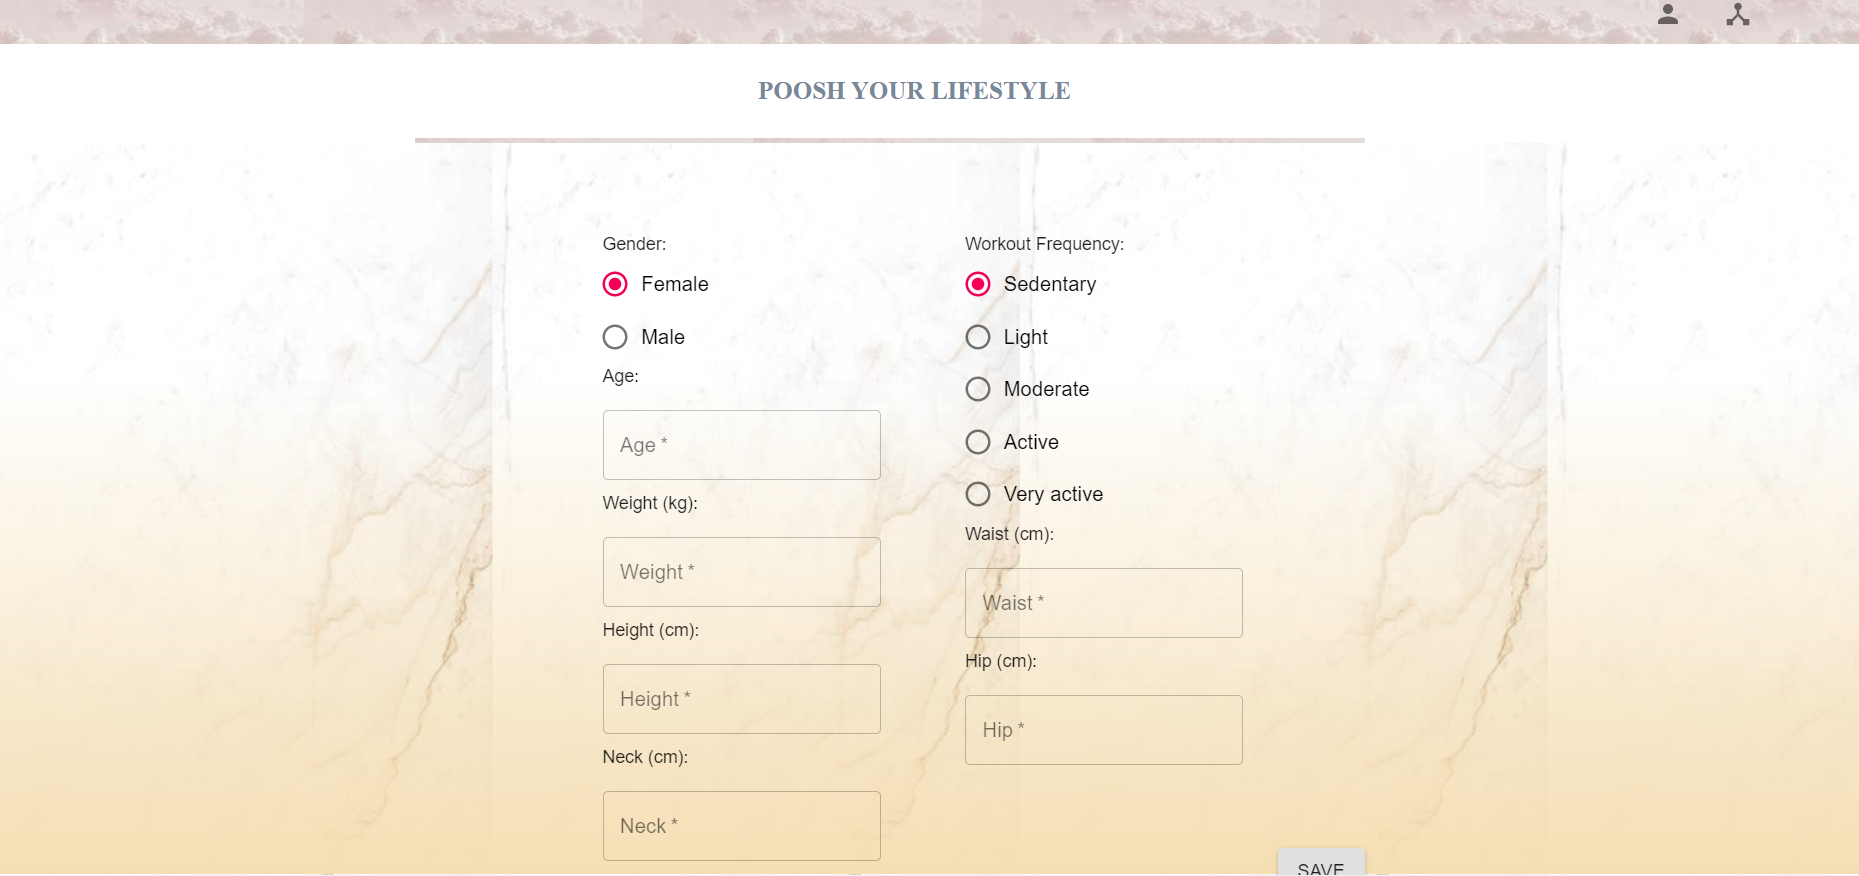 POOSH YOUR LIFESTYLE
Gender:
Female
Male
Age:
Age *
Weight (kg):
Weight *
Height (cm):
Height *
Neck (cm):
Neck *
Workout Frequency:
Sedentary
Light
Moderate
Active
Very active
Waist (cm):
Waist *
Hip (cm):
Hip *
SAVE